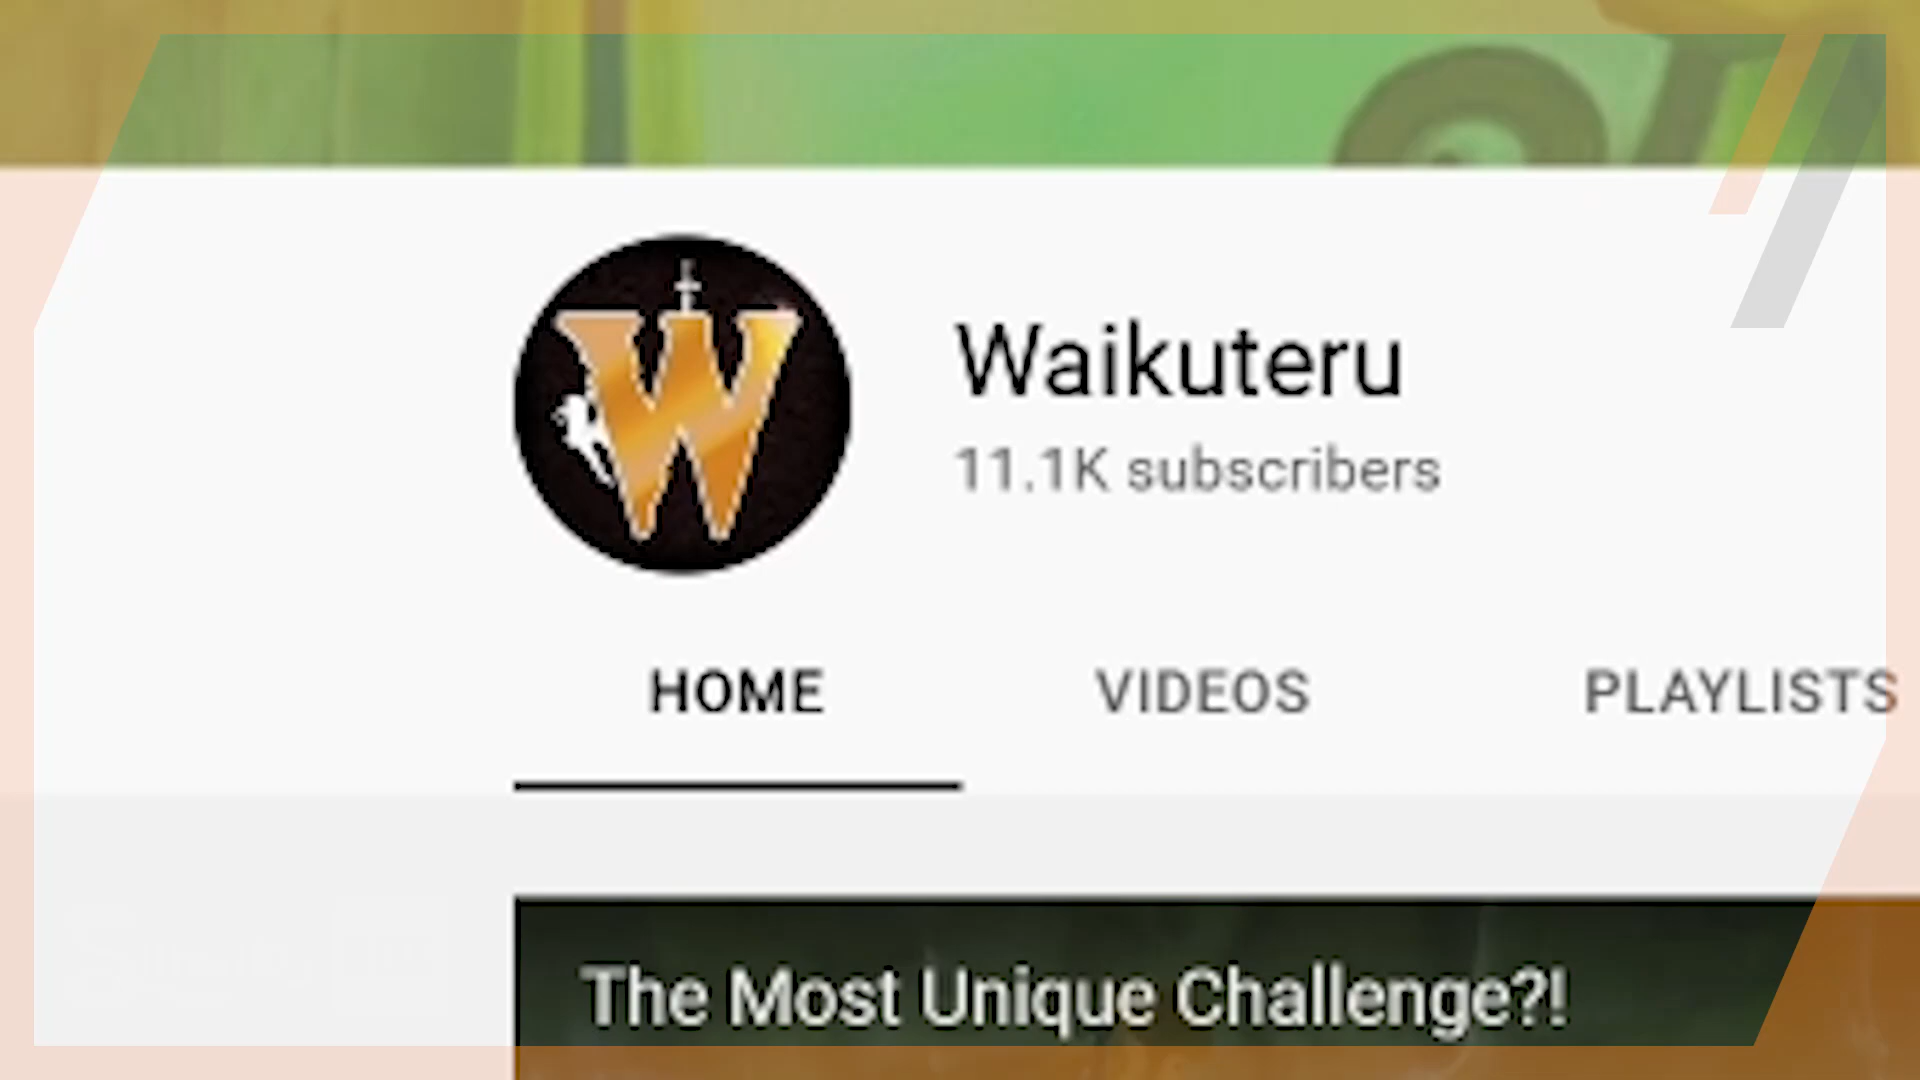 W
Waikuteru
11.1K subscribers
HOME VIDEOS PLAYLISTS
The Most Unique Challenge?!